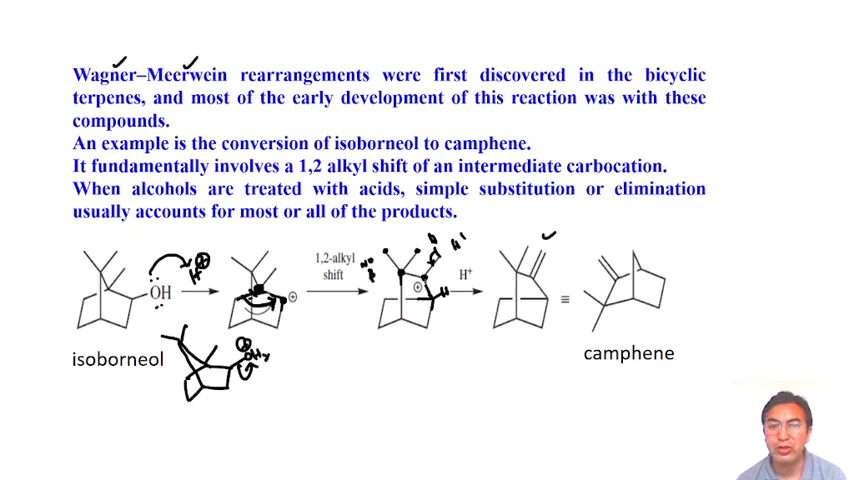 Wagner–Meerwein rearrangements were first discovered in the bicyclic
terpenes, and most of the early development of this reaction was with these
compounds.
An example is the conversion of isoborneol to camphene.
It fundamentally involves a 1,2 alkyl shift of an intermediate carbocation.
When alcohols are treated with acids, simple substitution or elimination
usually accounts for most or all of the products.
OH
H⊕
⊕
1,2-alkyl
shift
⊕
H
H⁺
≡
isoborneol
⊕
OH₂
camphene